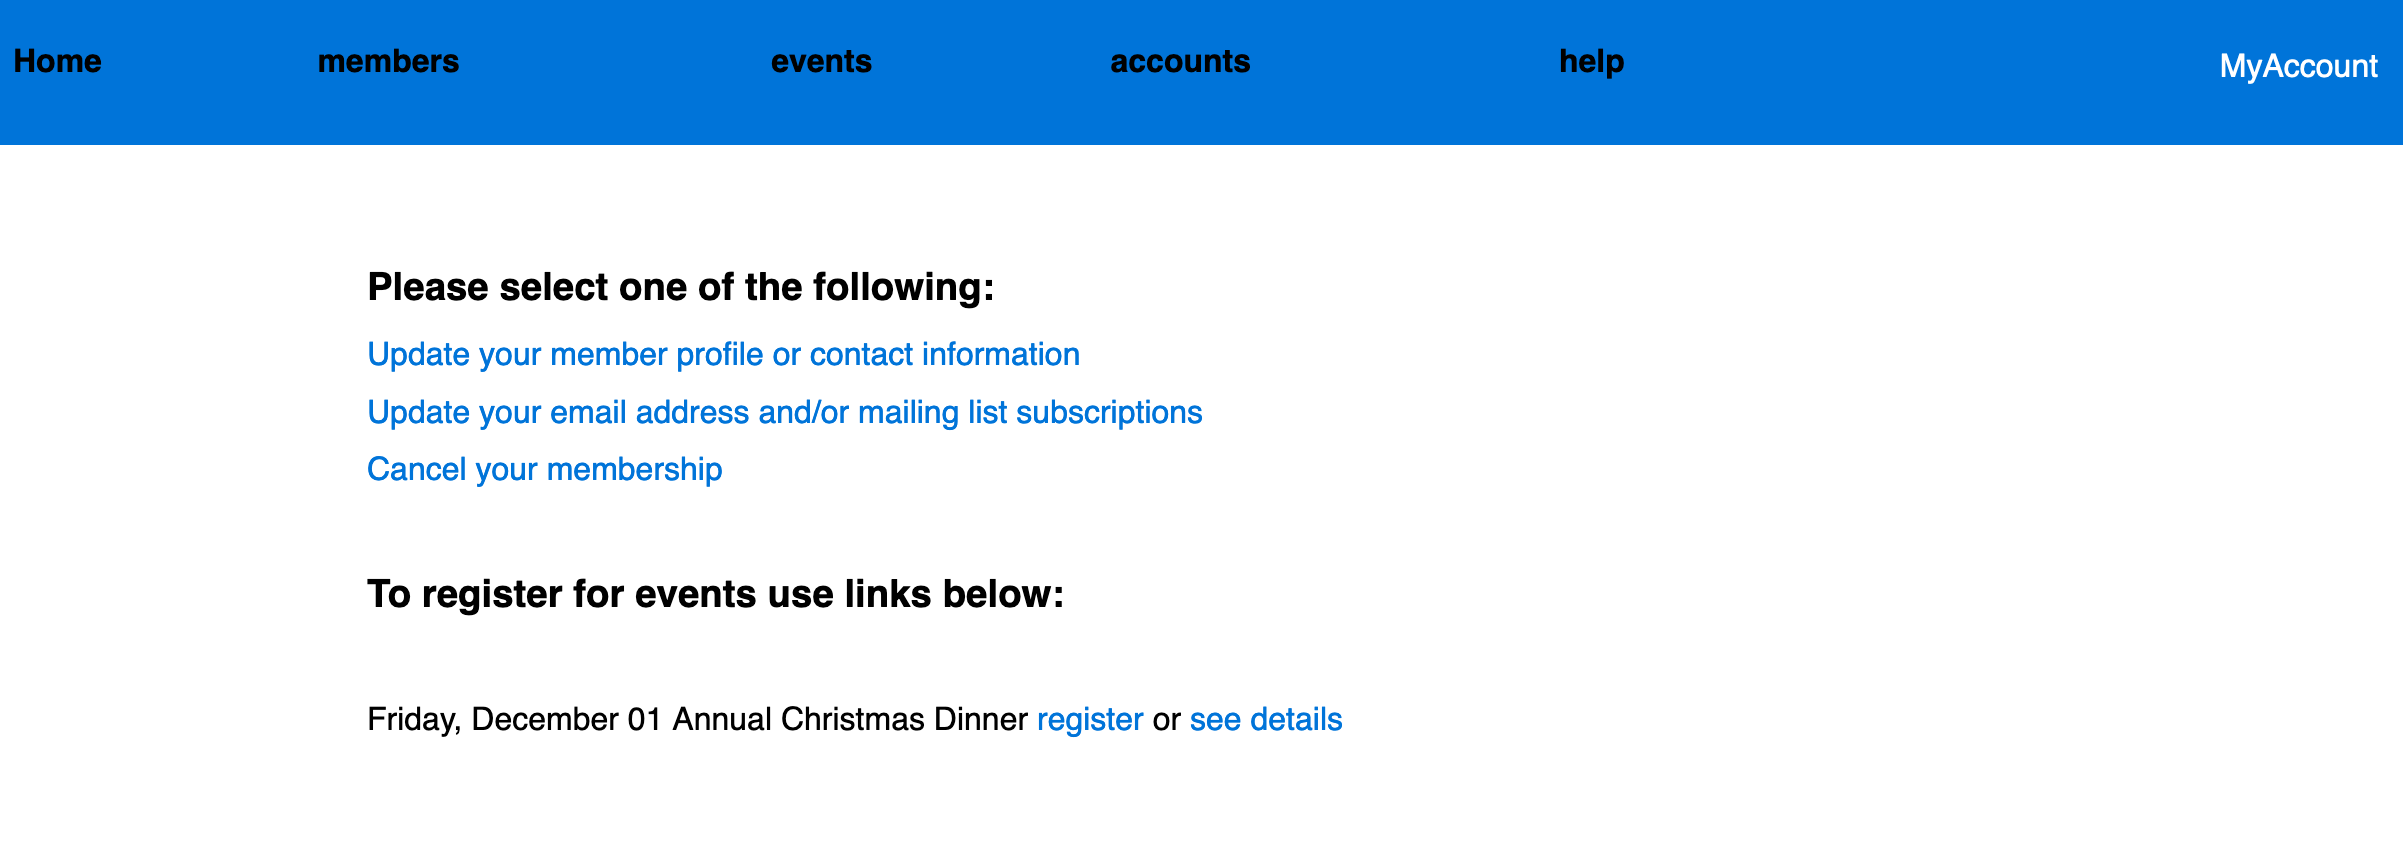 Home members events accounts help MyAccount
Please select one of the following:
Update your member profile or contact information
Update your email address and/or mailing list subscriptions
Cancel your membership
To register for events use links below:
Friday, December 01 Annual Christmas Dinner register or see details